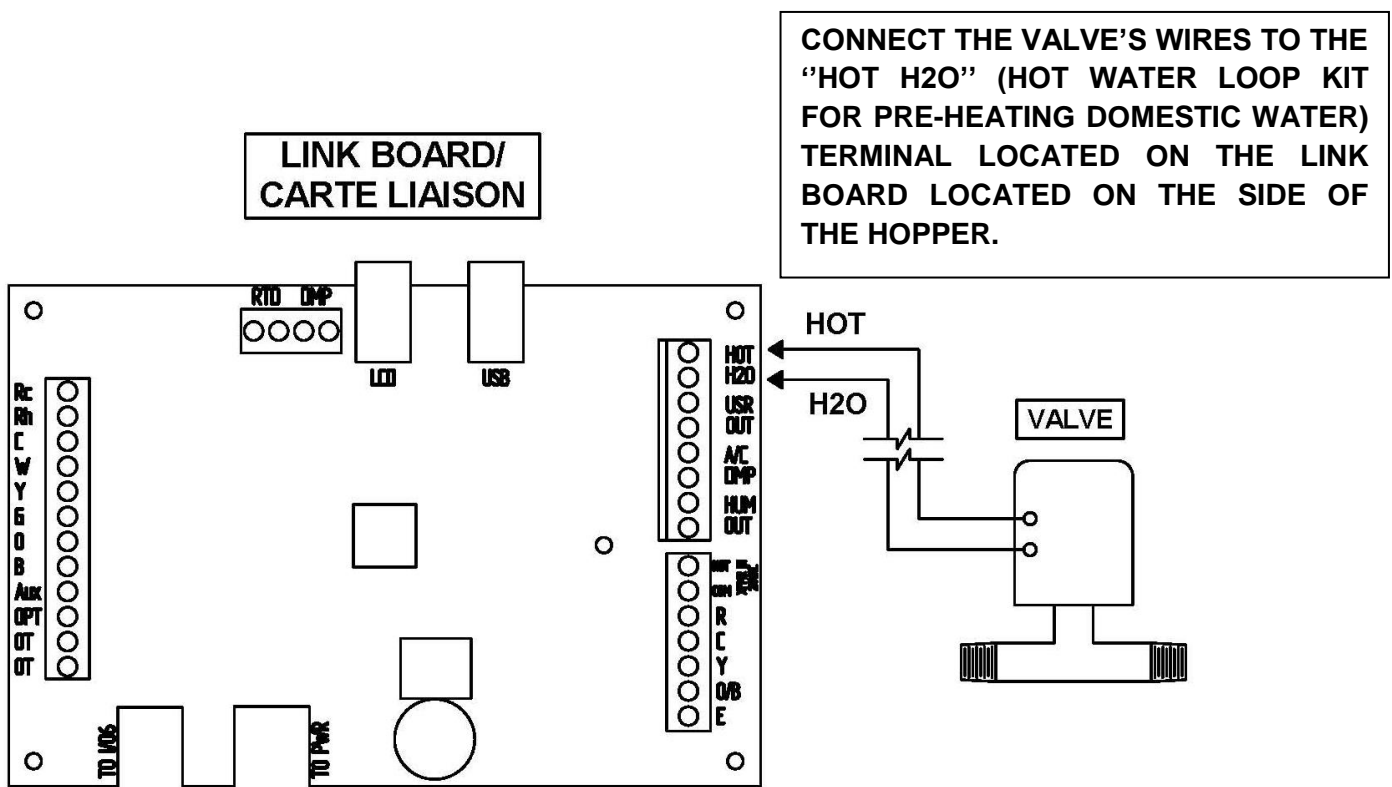 CONNECT THE VALVE’S WIRES TO THE
‘’HOT H2O’’ (HOT WATER LOOP KIT
FOR PRE-HEATING DOMESTIC WATER)
TERMINAL LOCATED ON THE LINK
BOARD LOCATED ON THE SIDE OF
THE HOPPER.
LINK BOARD/
CARTE LIAISON
RTD DMP
LCD
USB
Rc
Rh
C
W
Y
G
O
B
Aux
OPT
OT
OT
TO I/O6
TO PWR
HOT
H2O
USR
OUT
A/C
DMP
HUM
OUT
COM
R
C
Y
O/B
E
HOT
H2O
VALVE